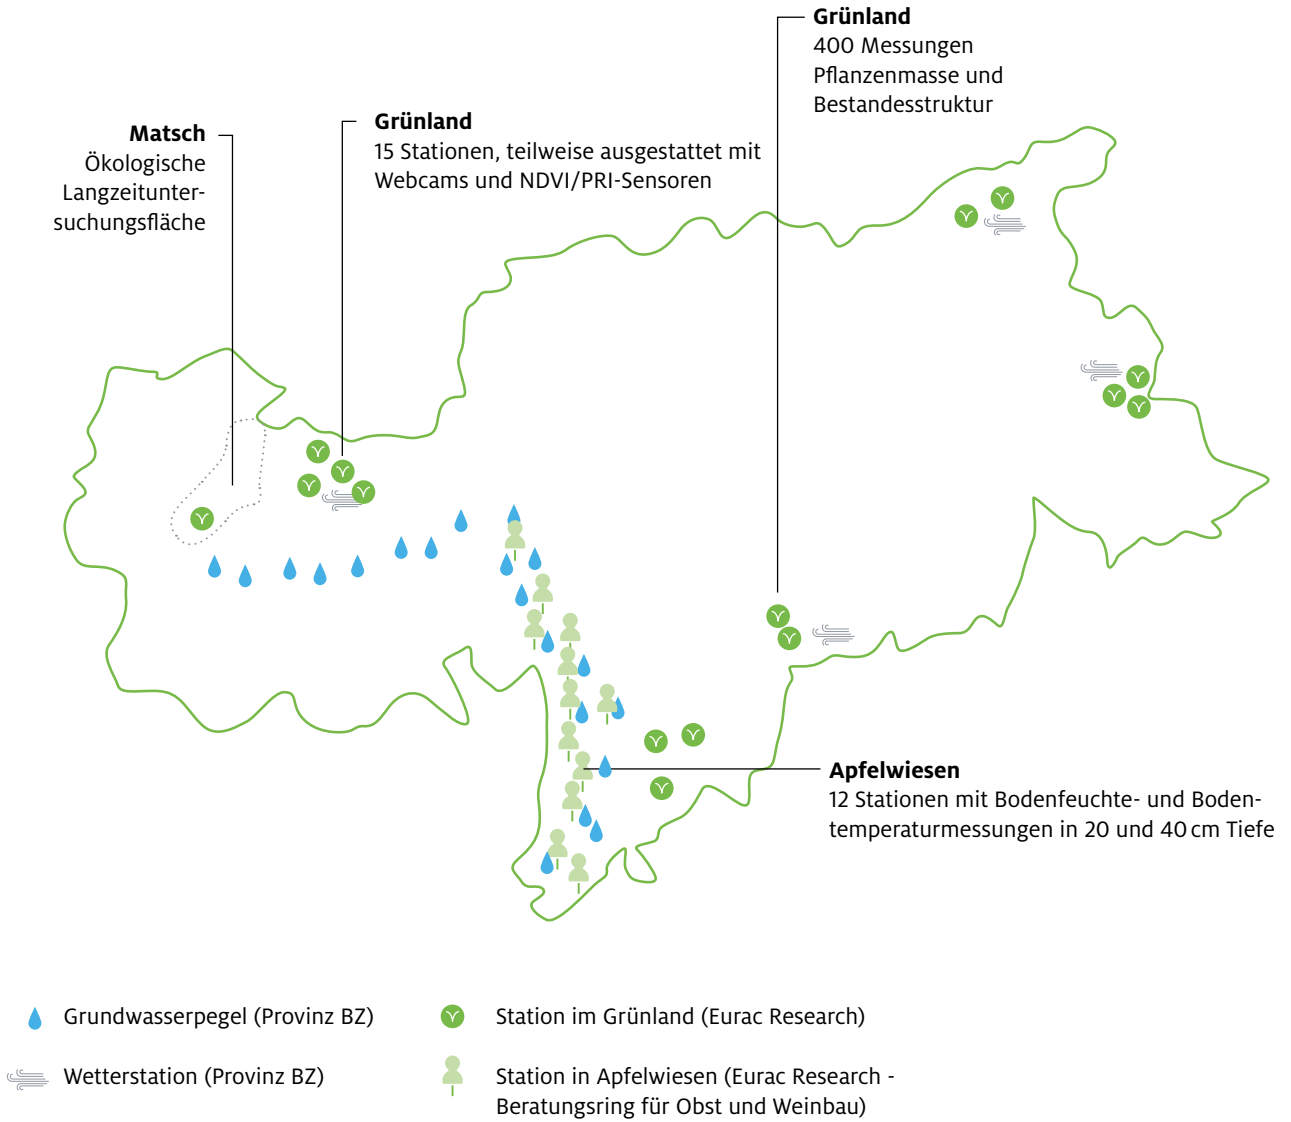 Grünland
400 Messungen
Pflanzenmasse und
Bestandesstruktur
Matsch
Ökologische
Langzeitunter-
suchungsfläche
Grünland
15 Stationen, teilweise ausgestattet mit
Webcams und NDVI/PRI-Sensoren
Apfelwiesen
12 Stationen mit Bodenfeuchte- und Boden-
temperaturmessungen in 20 und 40 cm Tiefe
Grundwasserpegel (Provinz BZ)
Station im Grünland (Eurac Research)
Wetterstation (Provinz BZ)
Station in Apfelwiesen (Eurac Research -
Beratungsring für Obst und Weinbau)